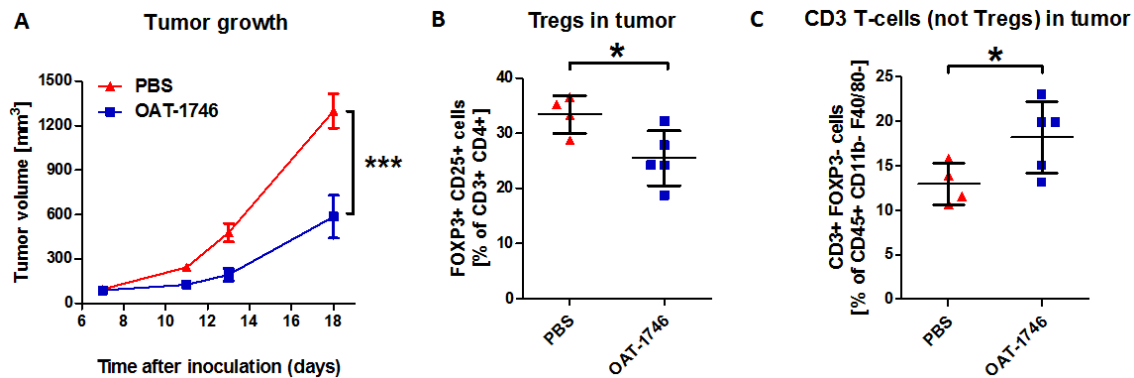 A
Tumor growth
PBS
OAT-1746
Tumor volume [mm³]
1500
1200
900
600
300
0
6 8 10 12 14 16 18
Time after inoculation (days)
***
B
Tregs in tumor
*
FOXP3+ CD25+ cells
[% of CD3+ CD4+]
40
30
20
10
0
PBS
OAT-1746
C
CD3 T-cells (not Tregs) in tumor
*
CD3+ FOXP3- cells
[% of CD45+ CD11b- F40/80-]
25
20
15
10
5
0
PBS
OAT-1746